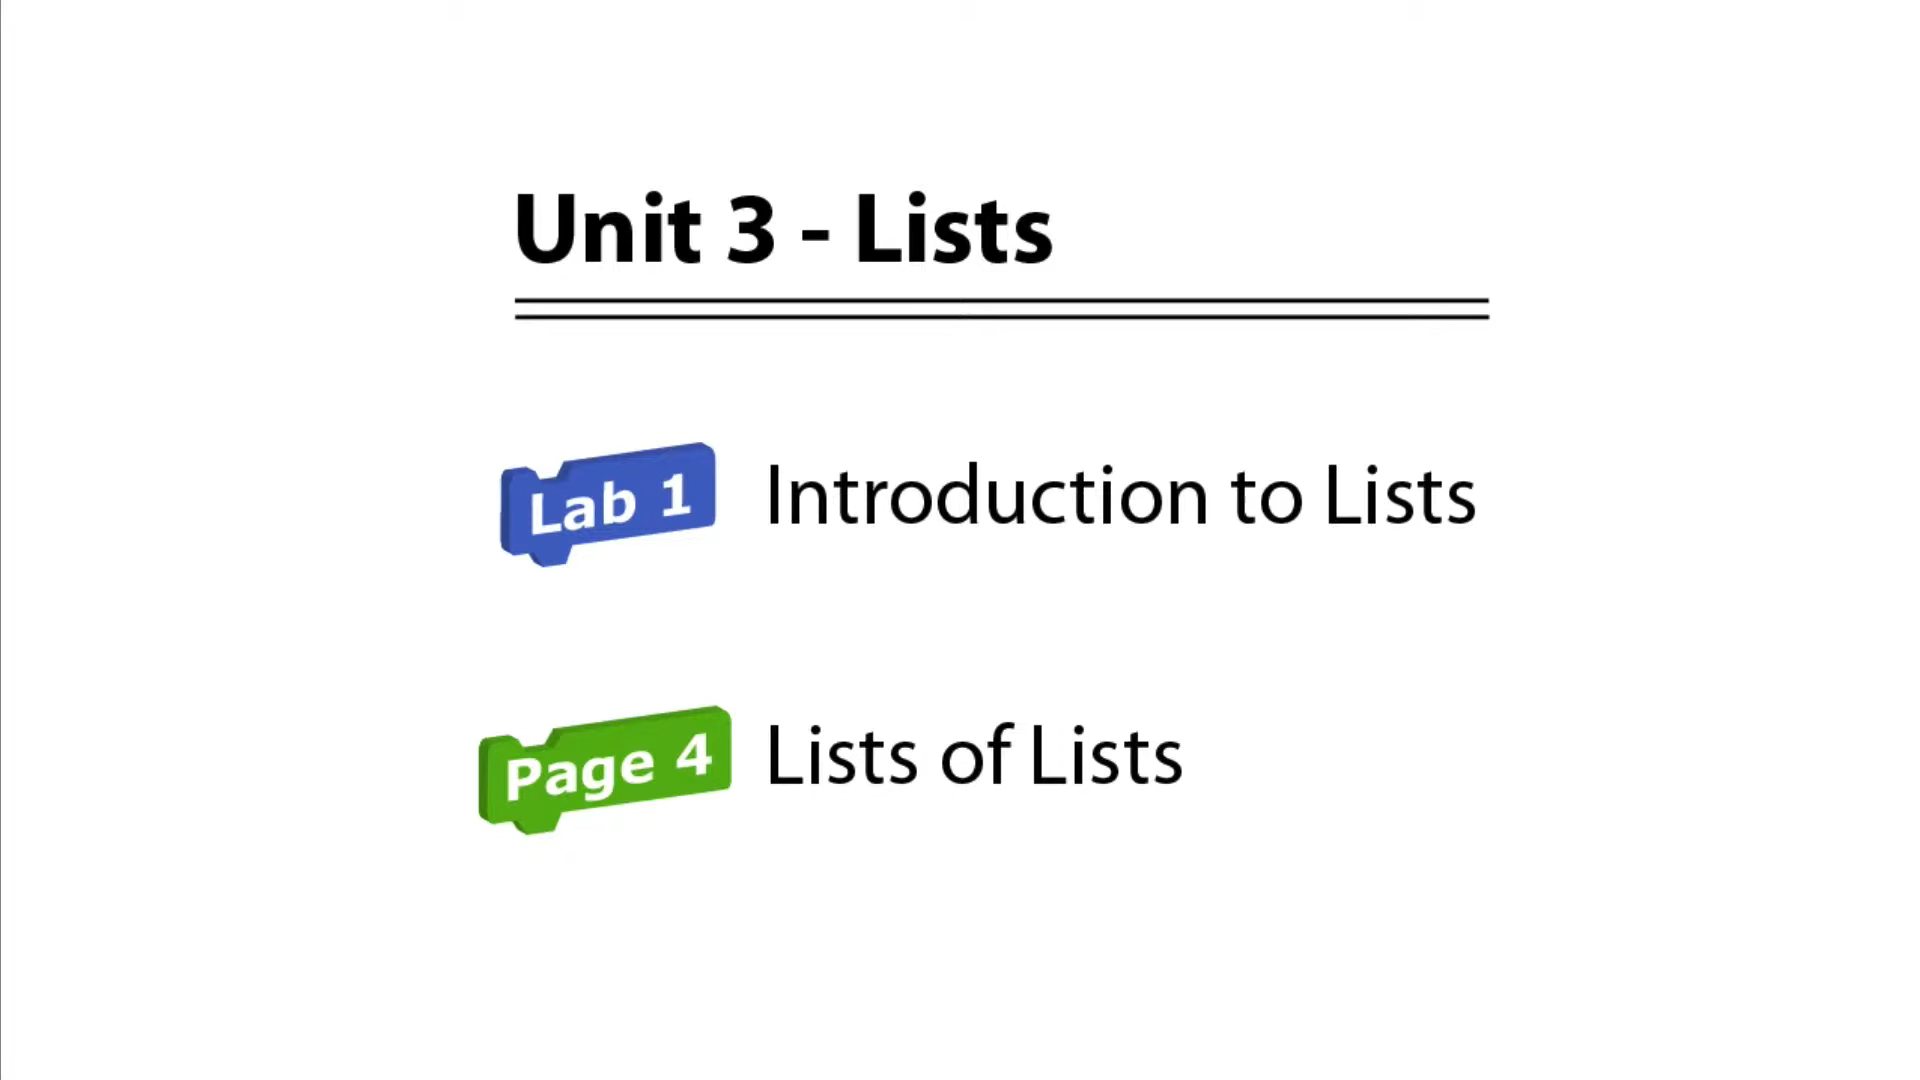 Unit 3 - Lists
Lab 1 Introduction to Lists
Page 4 Lists of Lists